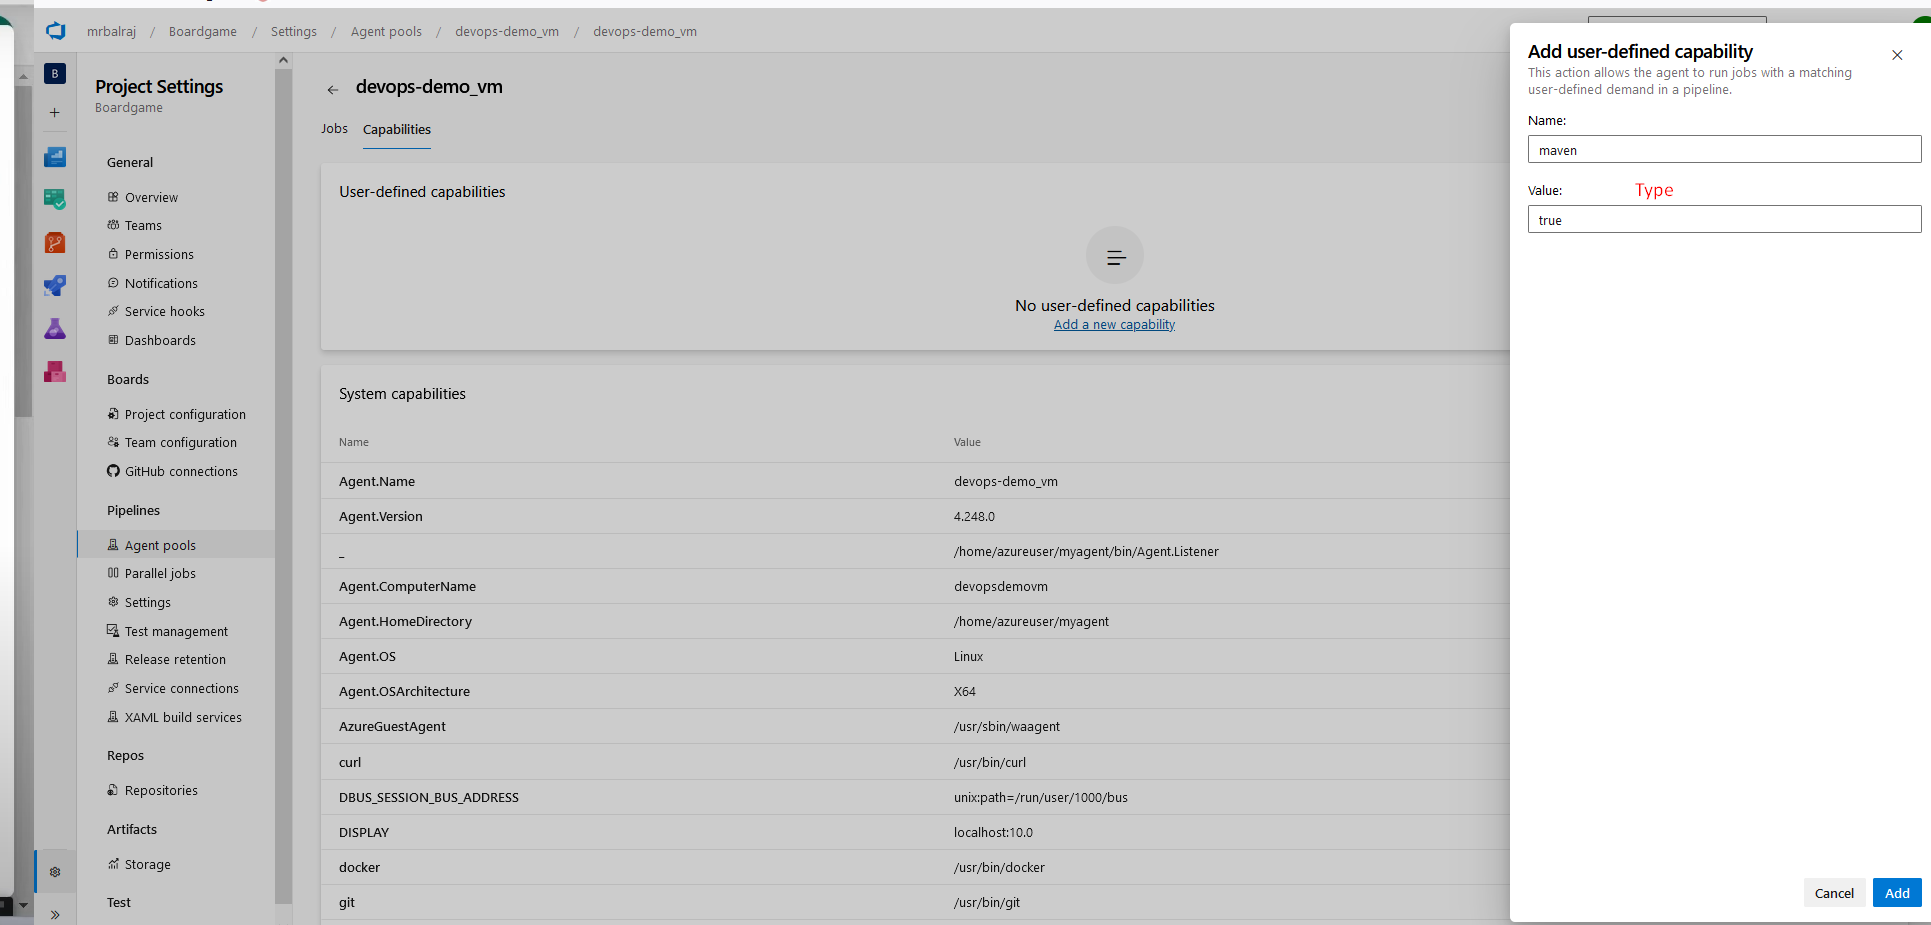 mrbalraj / Boardgame / Settings / Agent pools / devops-demo_vm / devops-demo_vm
B
Project Settings
Boardgame
General
Overview
Teams
Permissions
Notifications
Service hooks
Dashboards
Boards
Project configuration
Team configuration
GitHub connections
Pipelines
Agent pools
Parallel jobs
Settings
Test management
Release retention
Service connections
XAML build services
Repos
Repositories
Artifacts
Storage
Test
devops-demo_vm
Jobs Capabilities
User-defined capabilities
No user-defined capabilities
Add a new capability
System capabilities
Name Value
Agent.Name devops-demo_vm
Agent.Version 4.248.0
_ /home/azureuser/myagent/bin/Agent.Listener
Agent.ComputerName devopsdemovm
Agent.HomeDirectory /home/azureuser/myagent
Agent.OS Linux
Agent.OSArchitecture X64
AzureGuestAgent /usr/sbin/waagent
curl /usr/bin/curl
DBUS_SESSION_BUS_ADDRESS unix:path=/run/user/1000/bus
DISPLAY localhost:10.0
docker /usr/bin/docker
git /usr/bin/git
Add user-defined capability
This action allows the agent to run jobs with a matching
user-defined demand in a pipeline.
Name:
maven
Value: Type
true
Cancel Add